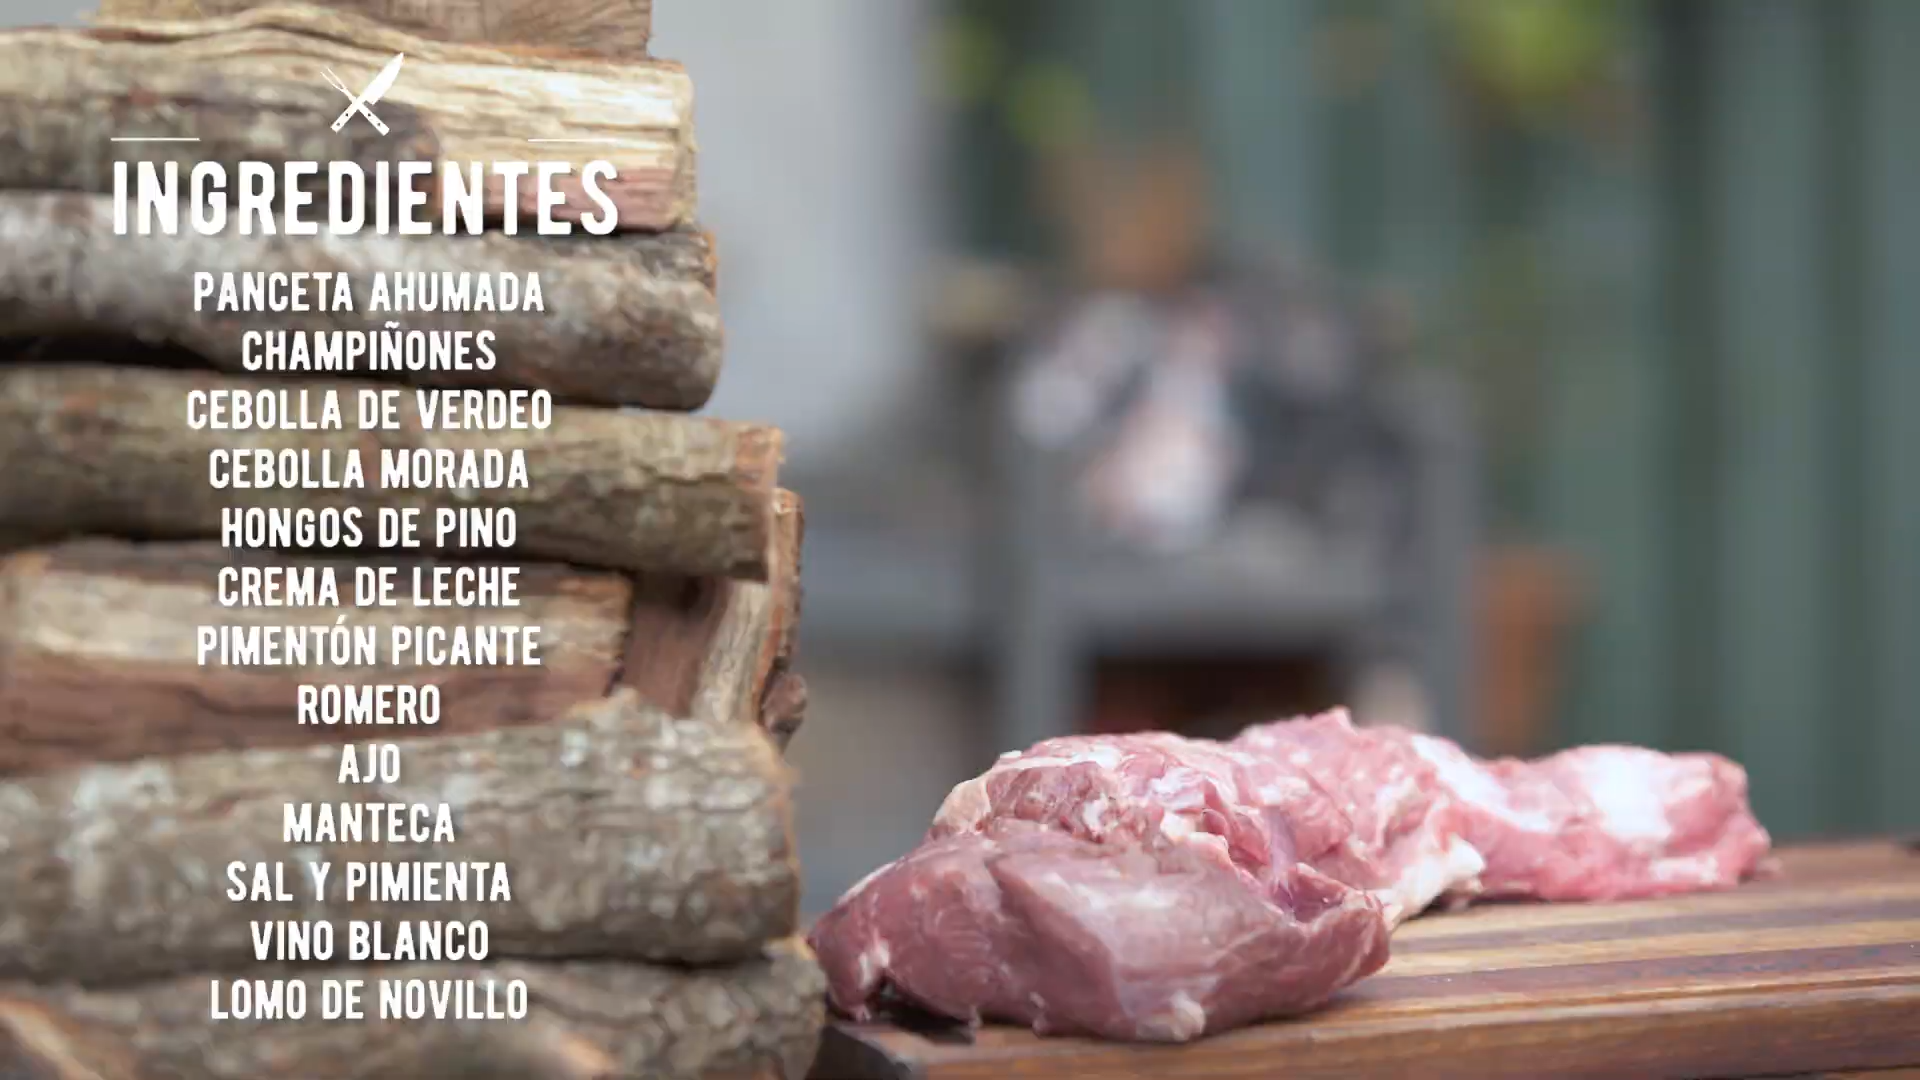 INGREDIENTES
PANCETA AHUMADA
CHAMPIÑONES
CEBOLLA DE VERDEO
CEBOLLA MORADA
HONGOS DE PINO
CREMA DE LECHE
PIMENTÓN PICANTE
ROMERO
AJO
MANTECA
SAL Y PIMIENTA
VINO BLANCO
LOMO DE NOVILLO